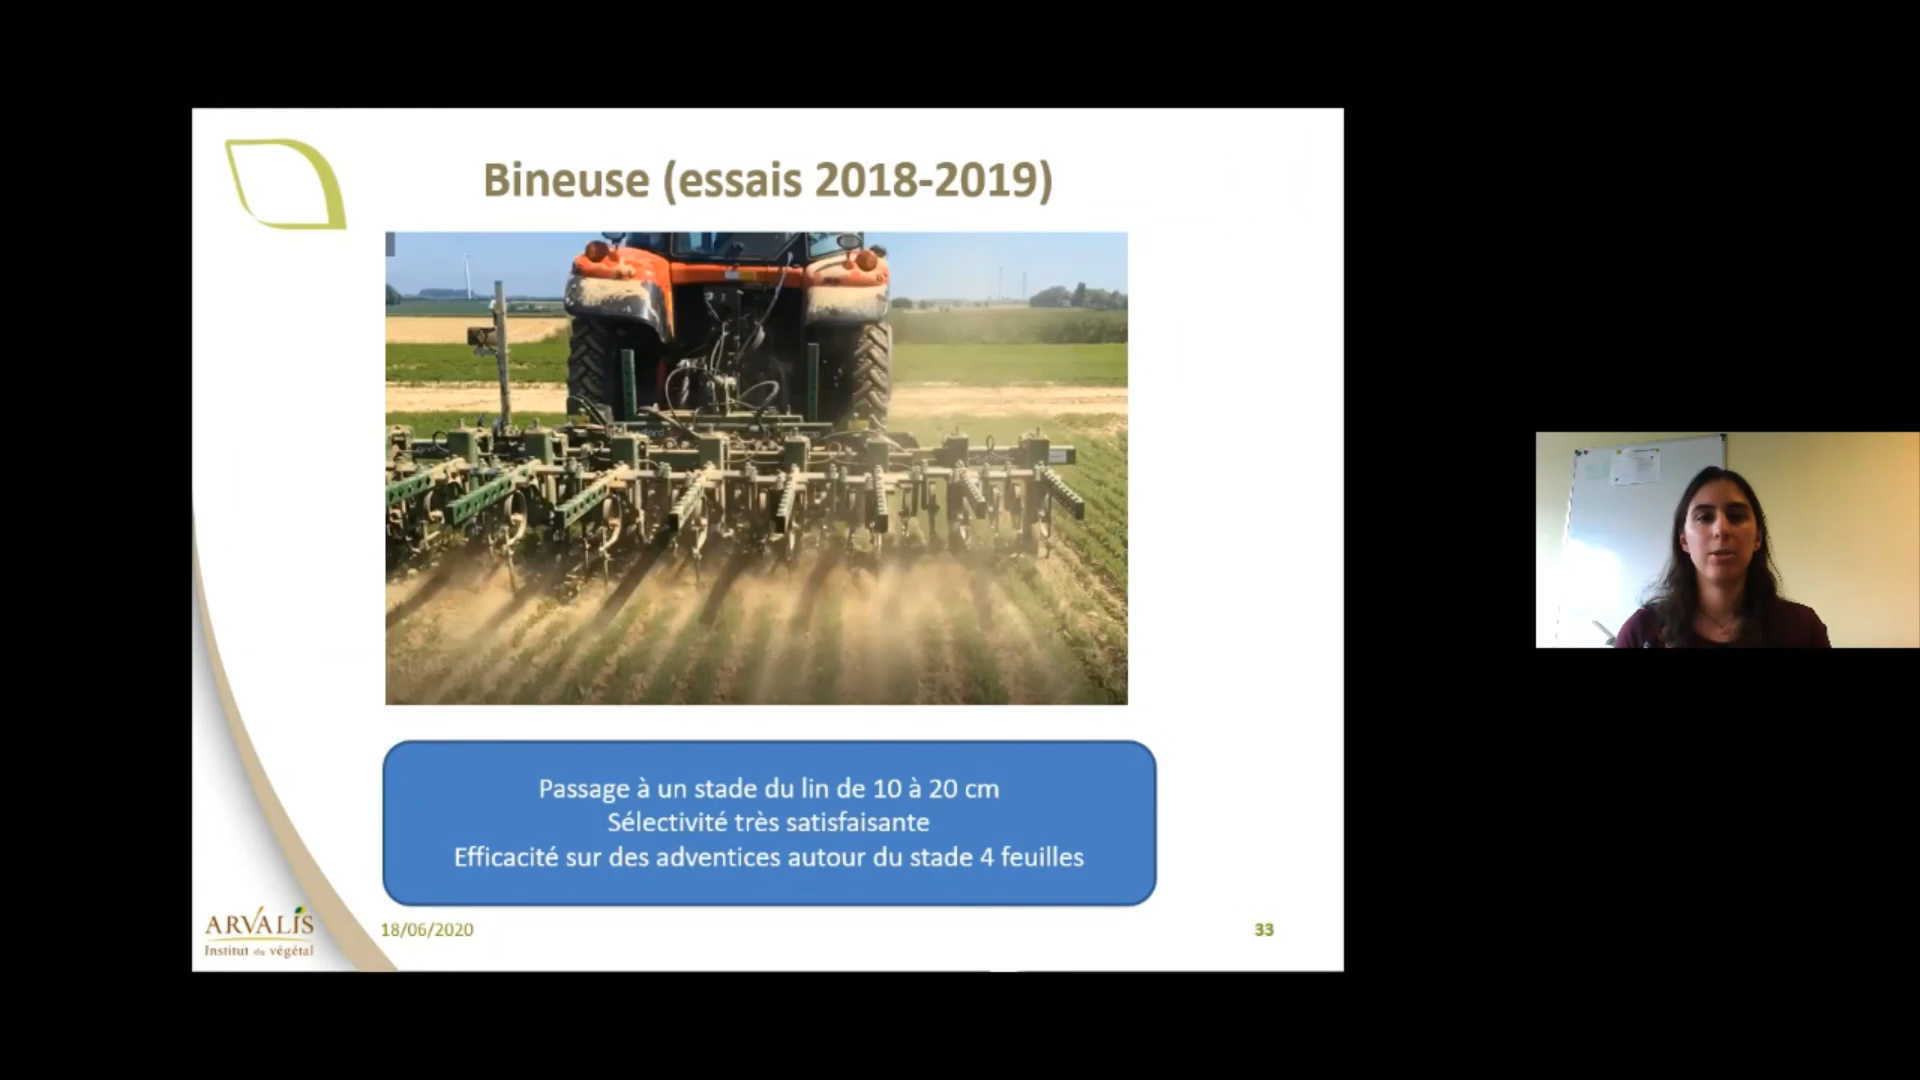 Bineuse (essais 2018-2019)
Passage à un stade du lin de 10 à 20 cm
Sélectivité très satisfaisante
Efficacité sur des adventices autour du stade 4 feuilles
ARVALIS
Institut du végétal
18/06/2020
33